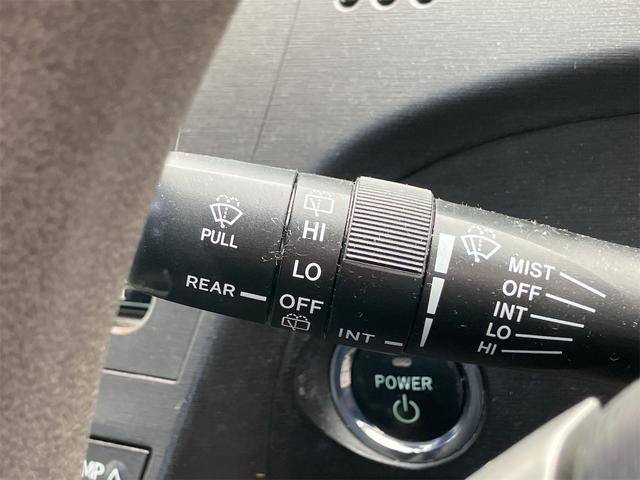 PULL
REAR
HI
LO
OFF
INT
MIST
OFF
INT
LO
HI
POWER